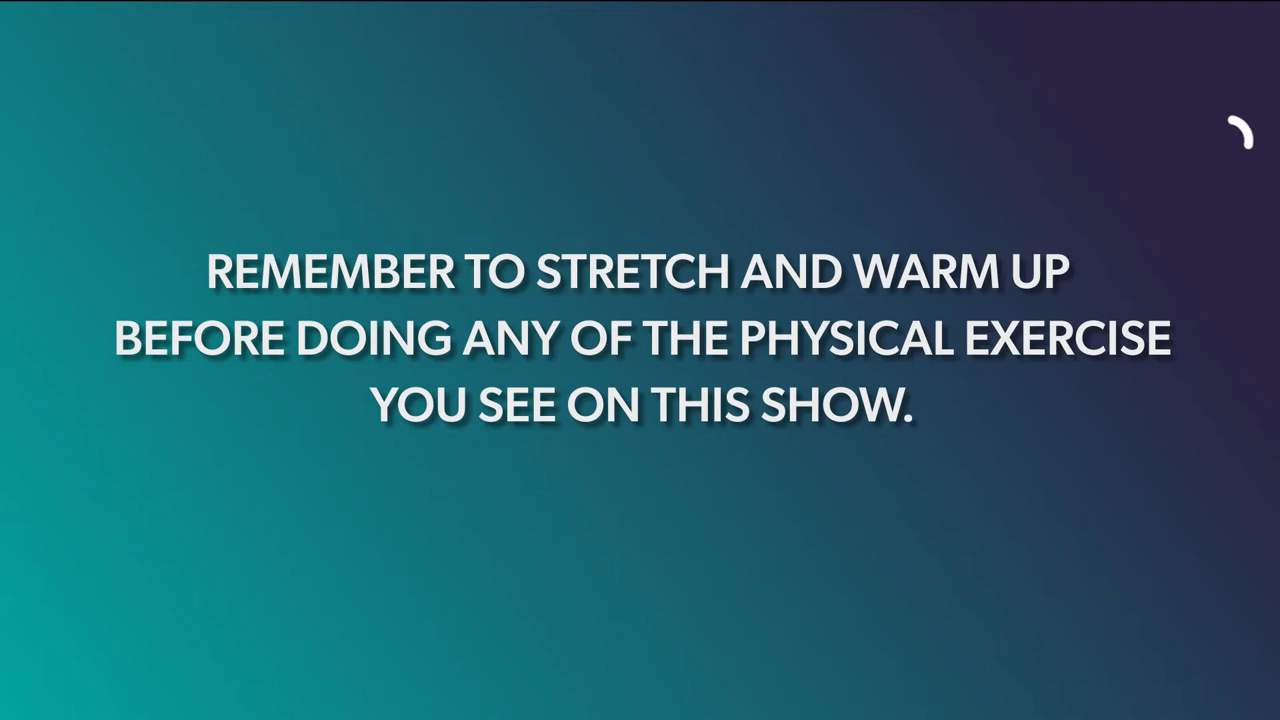 REMEMBER TO STRETCH AND WARM UP
BEFORE DOING ANY OF THE PHYSICAL EXERCISE
YOU SEE ON THIS SHOW.